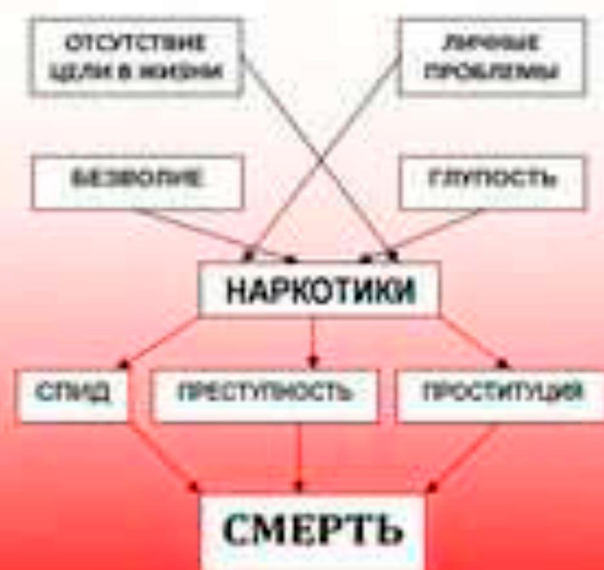 ОТСУТСТВИЕ
ЦЕЛИ В ЖИЗНИ
ЛИЧНЫЕ
ПРОБЛЕМЫ
БЕЗВОЛИЕ
ГЛУПОСТЬ
НАРКОТИКИ
СПИД
ПРЕСТУПНОСТЬ
ПРОСТИТУЦИЯ
СМЕРТЬ